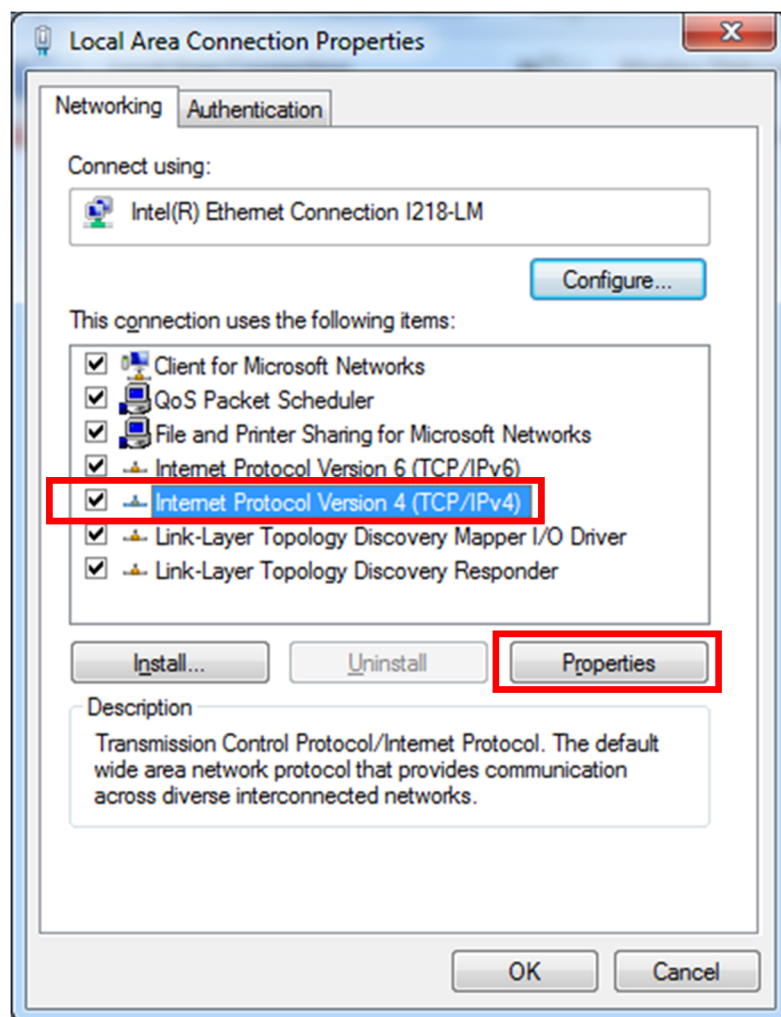 Local Area Connection Properties
Networking
Authentication
Connect using:
Intel(R) Ethernet Connection I218-LM
Configure...
This connection uses the following items:
Client for Microsoft Networks
QoS Packet Scheduler
File and Printer Sharing for Microsoft Networks
Internet Protocol Version 6 (TCP/IPv6)
Internet Protocol Version 4 (TCP/IPv4)
Link-Layer Topology Discovery Mapper I/O Driver
Link-Layer Topology Discovery Responder
Install...
Uninstall
Properties
Description
Transmission Control Protocol/Internet Protocol. The default
wide area network protocol that provides communication
across diverse interconnected networks.
OK
Cancel